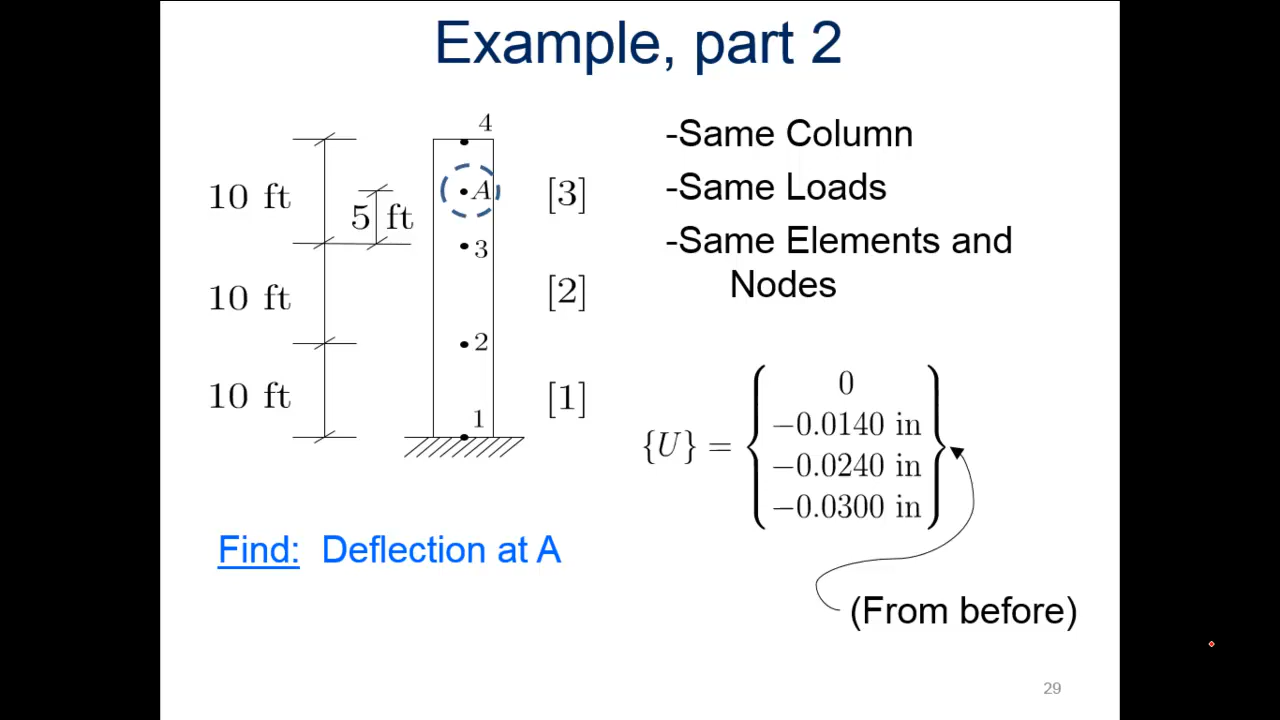 Example, part 2
4
10 ft
5 ft
A
[3]
3
10 ft
[2]
2
10 ft
[1]
1
-Same Column
-Same Loads
-Same Elements and
Nodes
{U} =
0
−0.0140 in
−0.0240 in
−0.0300 in
(From before)
Find: Deflection at A
29